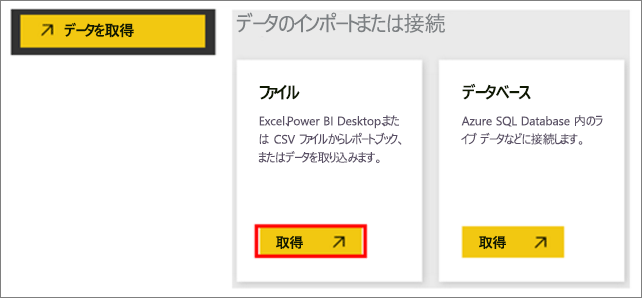 データを取得
データのインポートまたは接続
ファイル
Excel、Power BI Desktopまた
は CSV ファイルからレポートブック、
またはデータを取り込みます。
取得
データベース
Azure SQL Database 内のラ
イブ データなどに接続します。
取得